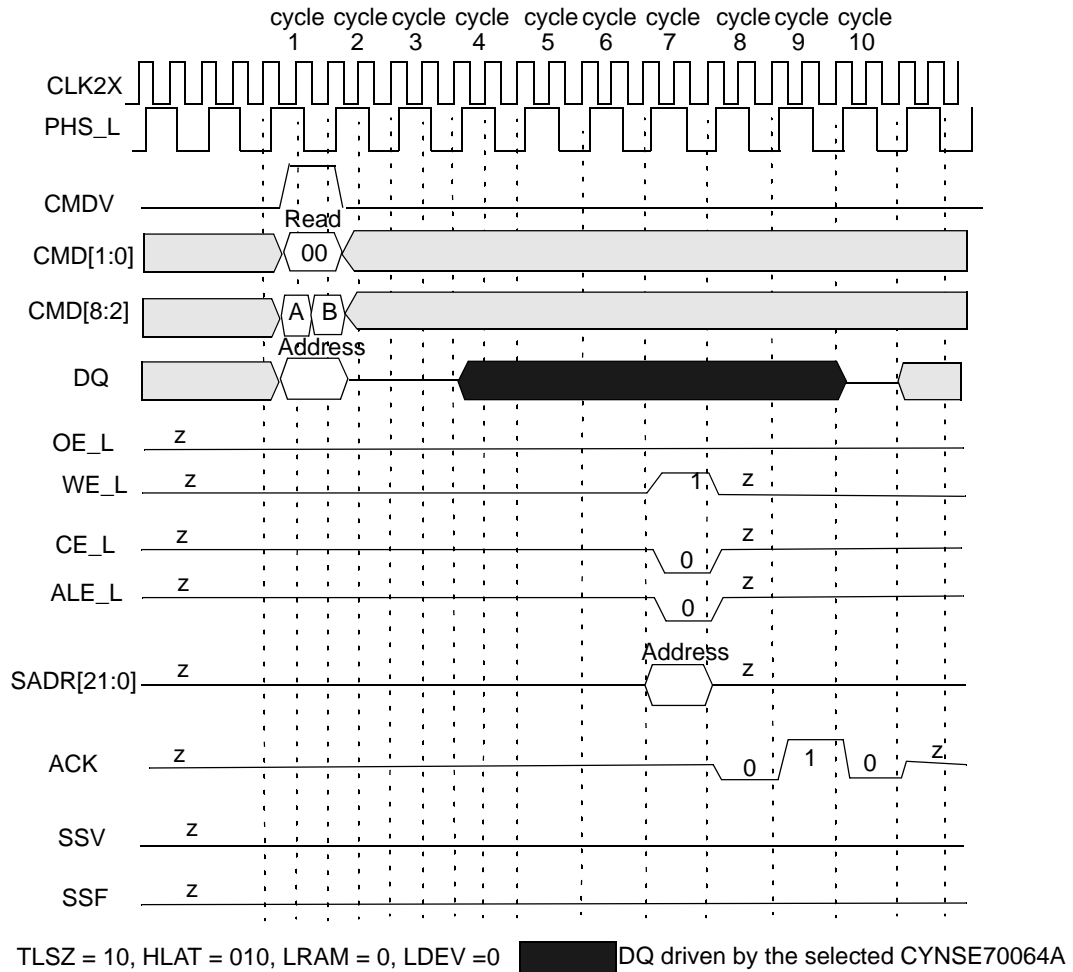 cycle cycle cycle cycle cycle cycle cycle cycle cycle cycle
1 2 3 4 5 6 7 8 9 10
CLK2X
PHS_L
CMDV
Read
CMD[1:0] 00
CMD[8:2] A B
Address
DQ
OE_L z
WE_L z 1 z
CE_L z 0 z
ALE_L z 0 z
Address
SADR[21:0] z z
ACK z 0 1 0 z
SSV z
SSF z
TLSZ = 10, HLAT = 010, LRAM = 0, LDEV =0 DQ driven by the selected CYNSE70064A